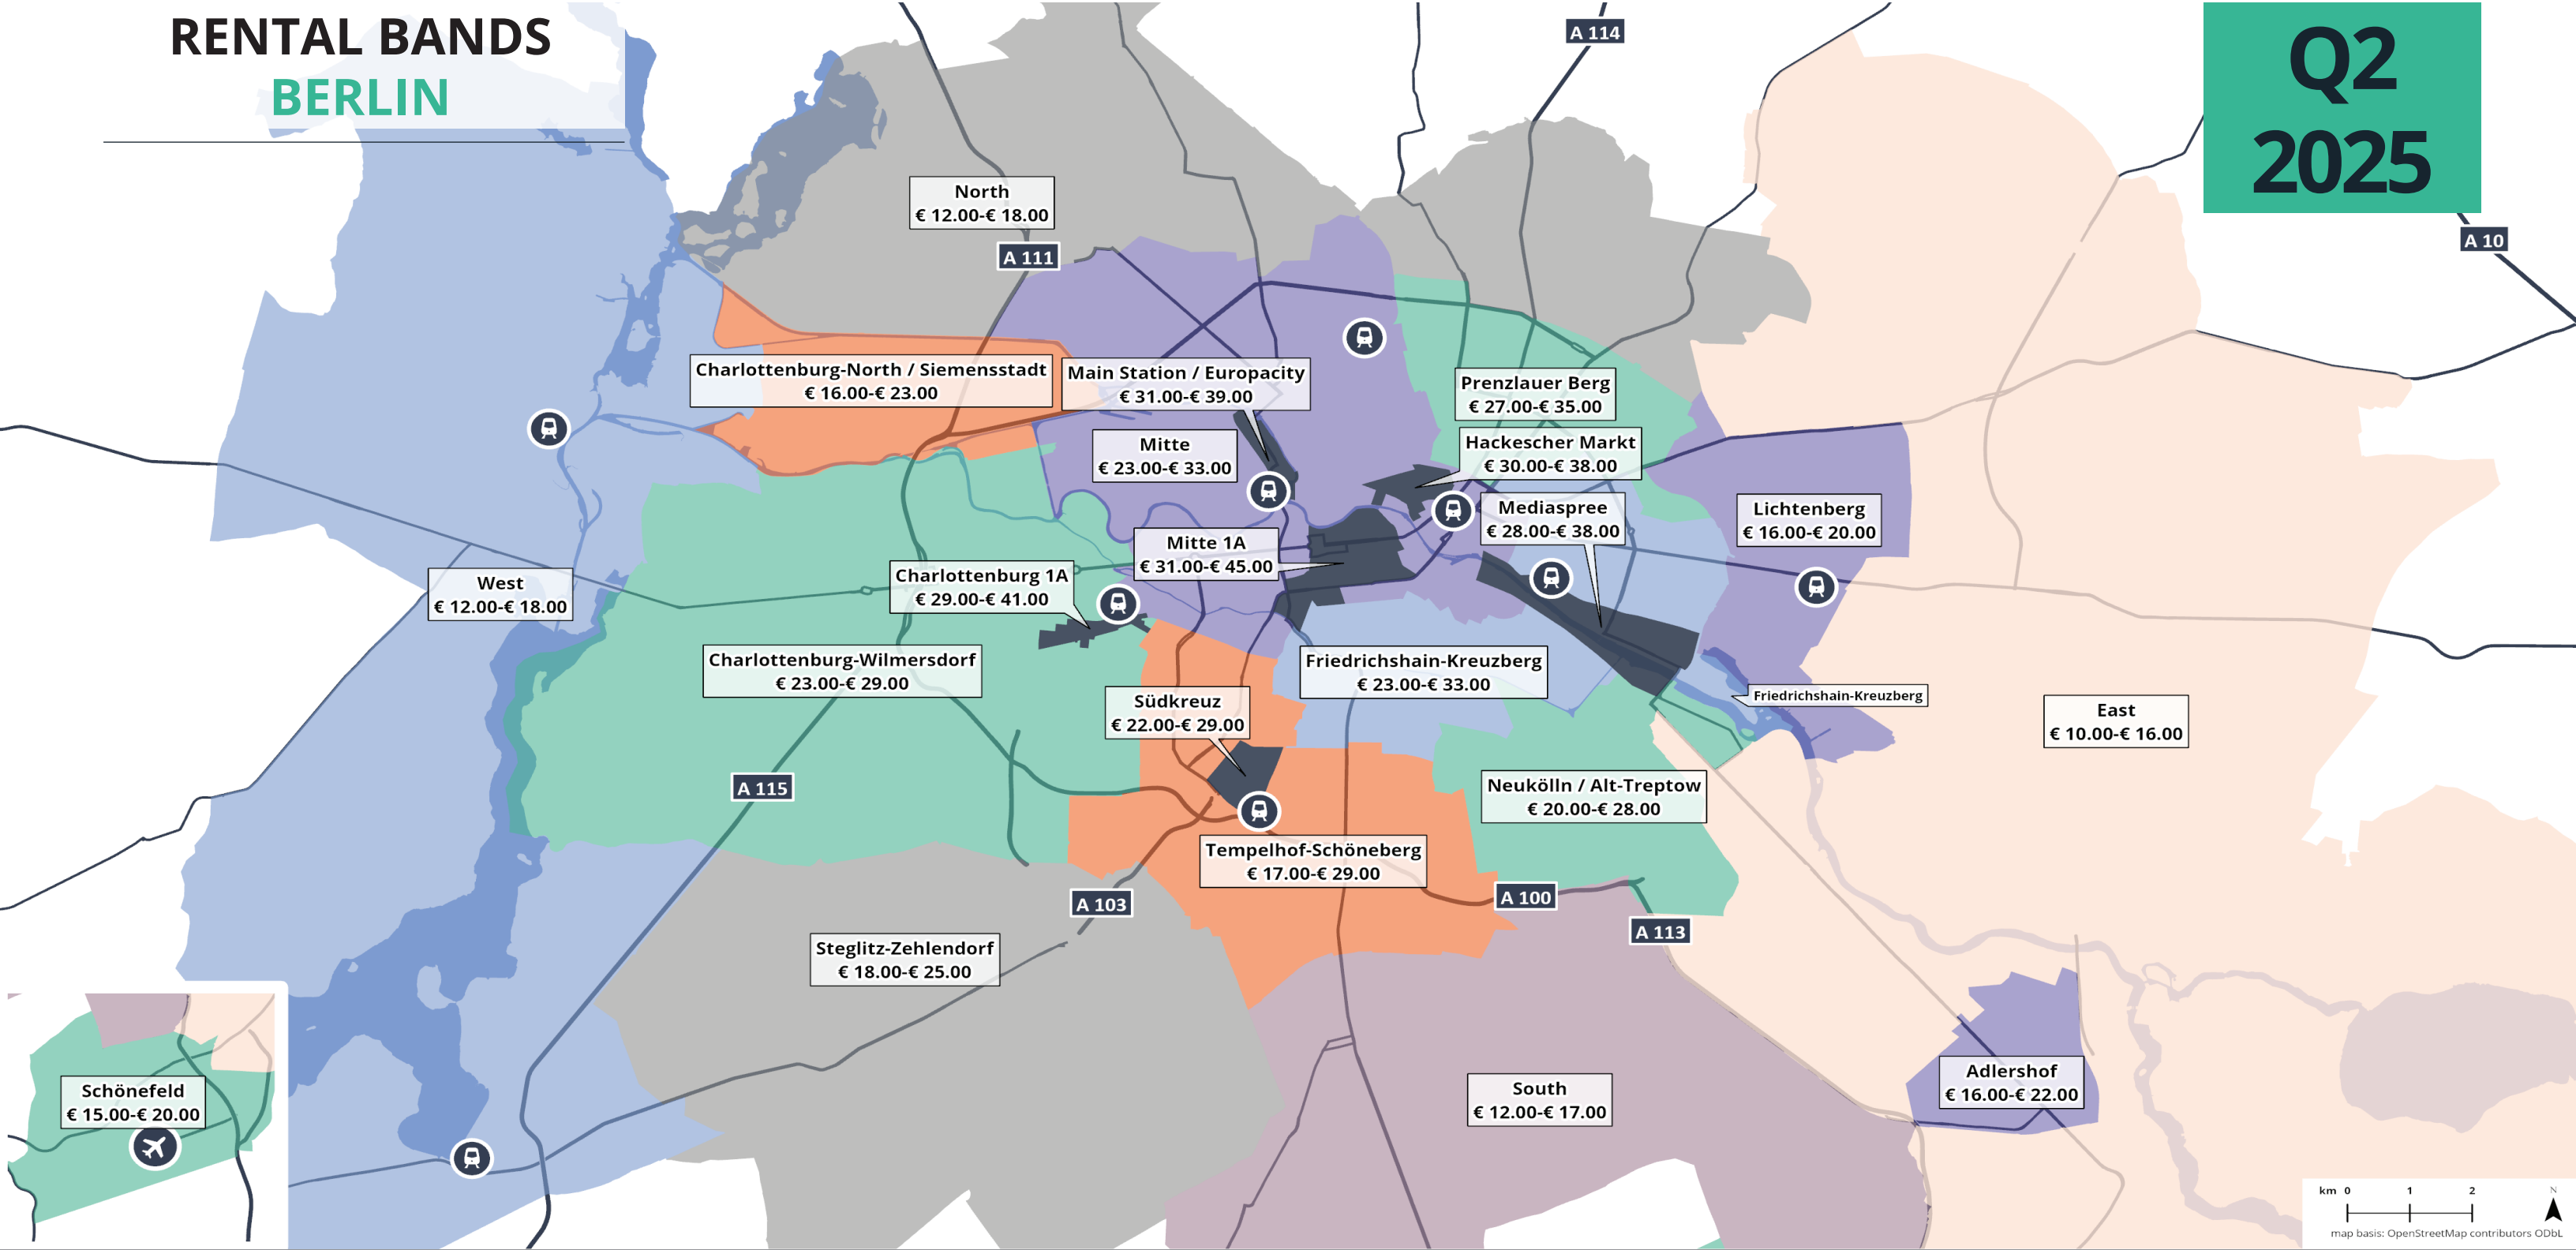 RENTAL BANDS
BERLIN
Q2
2025
A 114
A 10
North
€ 12.00-€ 18.00
A 111
Charlottenburg-North / Siemensstadt
€ 16.00-€ 23.00
Main Station / Europacity
€ 31.00-€ 39.00
Prenzlauer Berg
€ 27.00-€ 35.00
Mitte
€ 23.00-€ 33.00
Hackescher Markt
€ 30.00-€ 38.00
Mediaspree
€ 28.00-€ 38.00
Lichtenberg
€ 16.00-€ 20.00
Mitte 1A
€ 31.00-€ 45.00
West
€ 12.00-€ 18.00
Charlottenburg 1A
€ 29.00-€ 41.00
Charlottenburg-Wilmersdorf
€ 23.00-€ 29.00
Friedrichshain-Kreuzberg
€ 23.00-€ 33.00
Friedrichshain-Kreuzberg
Südkreuz
€ 22.00-€ 29.00
East
€ 10.00-€ 16.00
A 115
Neukölln / Alt-Treptow
€ 20.00-€ 28.00
Tempelhof-Schöneberg
€ 17.00-€ 29.00
A 103
A 100
A 113
Steglitz-Zehlendorf
€ 18.00-€ 25.00
Schönefeld
€ 15.00-€ 20.00
South
€ 12.00-€ 17.00
Adlershof
€ 16.00-€ 22.00
km 0 1 2 N
map basis: OpenStreetMap contributors ODbL